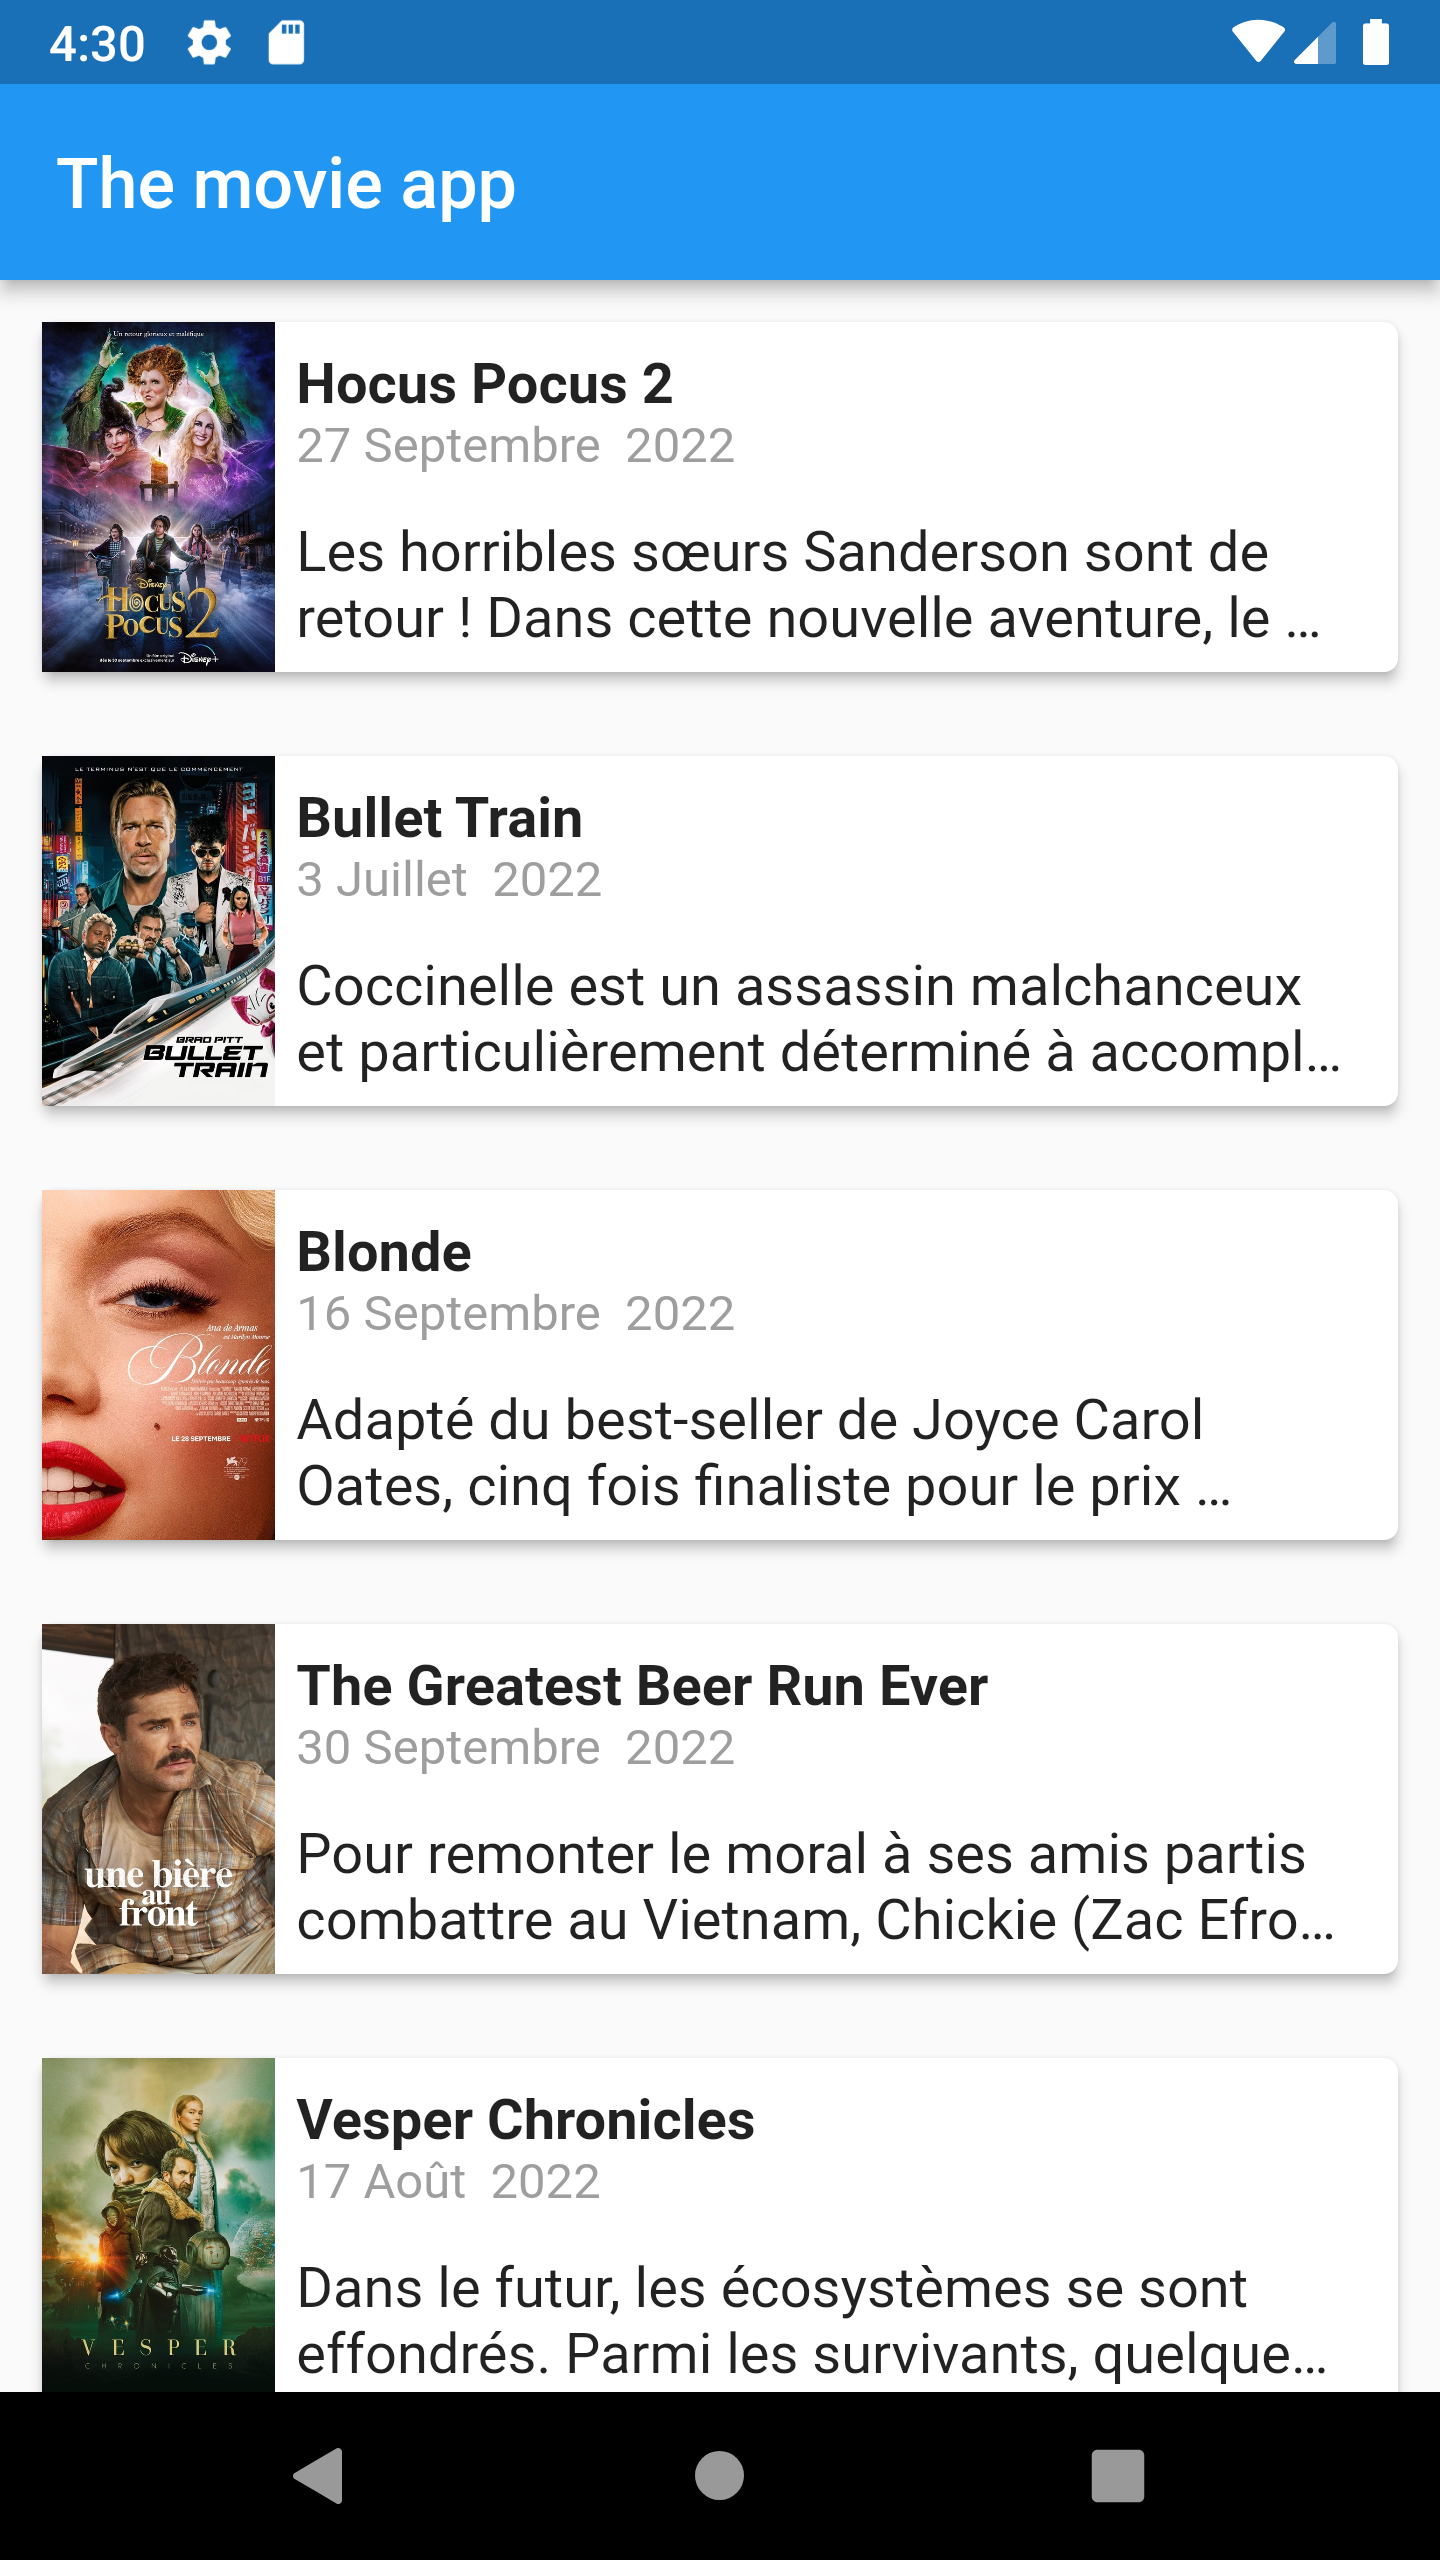 4:30
The movie app
Un retour glorieux et maléfique
Disney
HOCUS
POCUS 2
Disney+
Hocus Pocus 2
27 Septembre 2022
Les horribles sœurs Sanderson sont de
retour ! Dans cette nouvelle aventure, le …
LE TERMINUS N'EST QUE LE COMMENCEMENT
BRAD PITT
BULLET
TRAIN
Bullet Train
3 Juillet 2022
Coccinelle est un assassin malchanceux
et particulièrement déterminé à accompl…
Ana de Armas
est Marilyn Monroe
Blonde
LE 28 SEPTEMBRE
Blonde
16 Septembre 2022
Adapté du best-seller de Joyce Carol
Oates, cinq fois finaliste pour le prix …
une bière
au
front
The Greatest Beer Run Ever
30 Septembre 2022
Pour remonter le moral à ses amis partis
combattre au Vietnam, Chickie (Zac Efro…
VESPER
CHRONICLES
Vesper Chronicles
17 Août 2022
Dans le futur, les écosystèmes se sont
effondrés. Parmi les survivants, quelque…